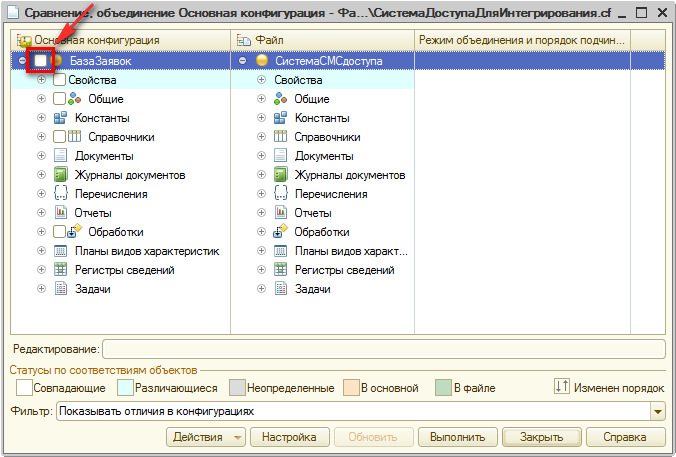 Сравнение, объединение Основная конфигурация - Фа...\СистемаДоступаДляИнтегрирования.cf
Основная конфигурация Файл Режим объединения и порядок подчин...
БазаЗаявок СистемаСМСдоступа
Свойства Свойства
Общие Общие
Константы Константы
Справочники Справочники
Документы Документы
Журналы документов Журналы документов
Перечисления Перечисления
Отчеты Отчеты
Обработки Обработки
Планы видов характеристик Планы видов характ...
Регистры сведений Регистры сведений
Задачи Задачи
Редактирование:
Статусы по соответствиям объектов
Совпадающие Различающиеся Неопределенные В основной В файле Изменен порядок
Фильтр: Показывать отличия в конфигурациях
Действия Настройка Обновить Выполнить Закрыть Справка